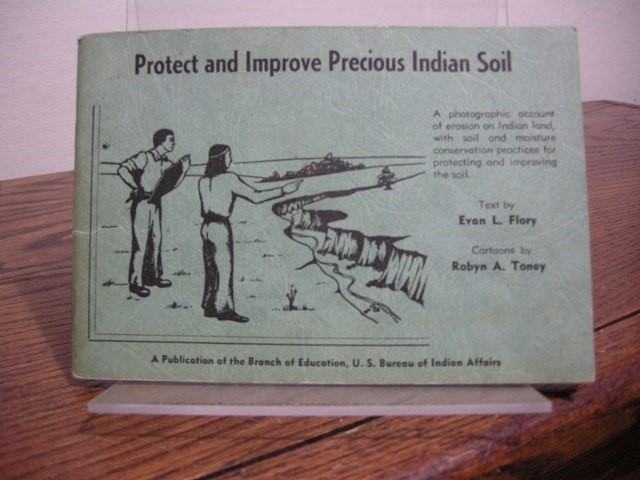 Protect and Improve Precious Indian Soil
A photographic account
of erosion on Indian land,
with soil and moisture
conservation practices for
protecting and improving
the soil.
Text by
Evan L. Flory
Cartoons by
Robyn A. Toney
A Publication of the Branch of Education, U. S. Bureau of Indian Affairs